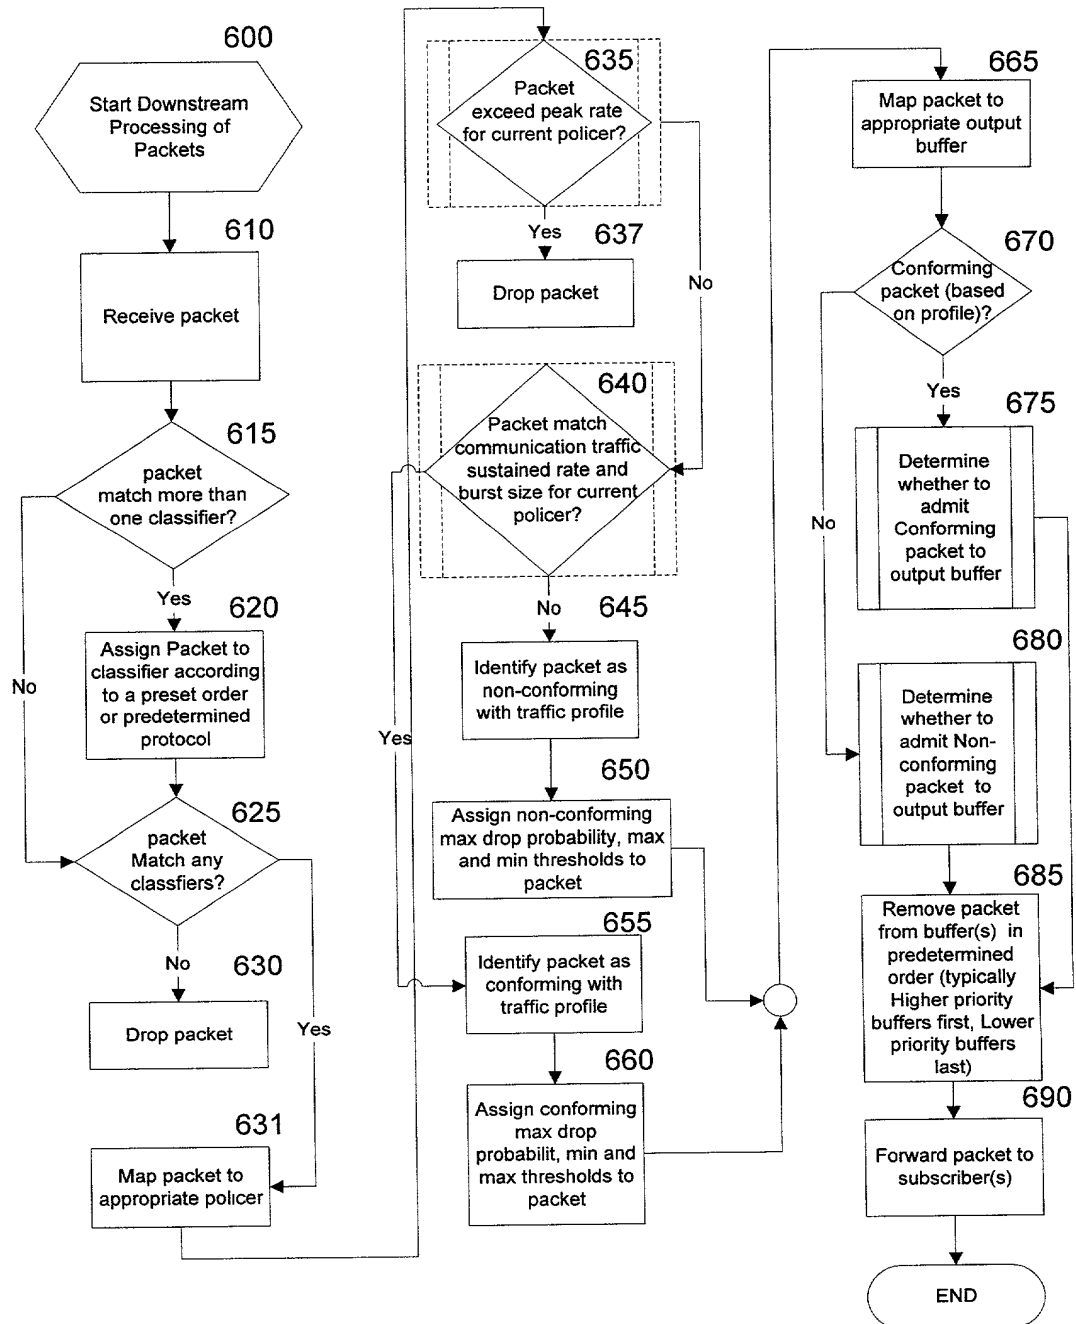 600
Start Downstream
Processing of
Packets
610
Receive packet
615
packet
match more than
one classifier?
Yes
No
620
Assign Packet to
classifier according
to a preset order
or predetermined
protocol
625
packet
Match any
classfiers?
No
Yes
630
Drop packet
631
Map packet to
appropriate policer
635
Packet
exceed peak rate
for current policer?
Yes
No
637
Drop packet
640
Packet match
communication traffic
sustained rate and
burst size for current
policer?
No
Yes
645
Identify packet as
non-conforming
with traffic profile
650
Assign non-conforming
max drop probability, max
and min thresholds to
packet
655
Identify packet as
conforming with
traffic profile
660
Assign conforming
max drop
probabilit, min and
max thresholds to
packet
665
Map packet to
appropriate output
buffer
670
Conforming
packet (based
on profile)?
Yes
No
675
Determine
whether to
admit
Conforming
packet to
output buffer
680
Determine
whether to
admit Non-
conforming
packet to
output buffer
685
Remove packet
from buffer(s) in
predetermined
order (typically
Higher priority
buffers first, Lower
priority buffers
last)
690
Forward packet to
subscriber(s)
END